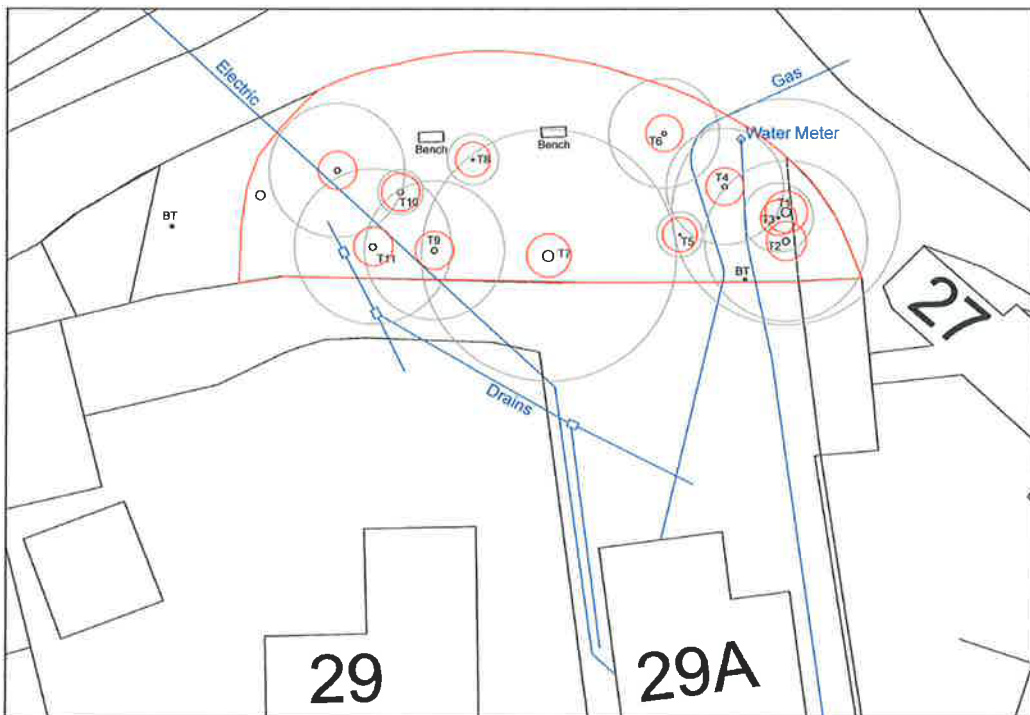 Electric
Gas
Water Meter
Bench
Bench
T6
T8
T4
T10
T1
T3
T2
T5
T9
T7
T11
BT
BT
27
Drains
29
29A